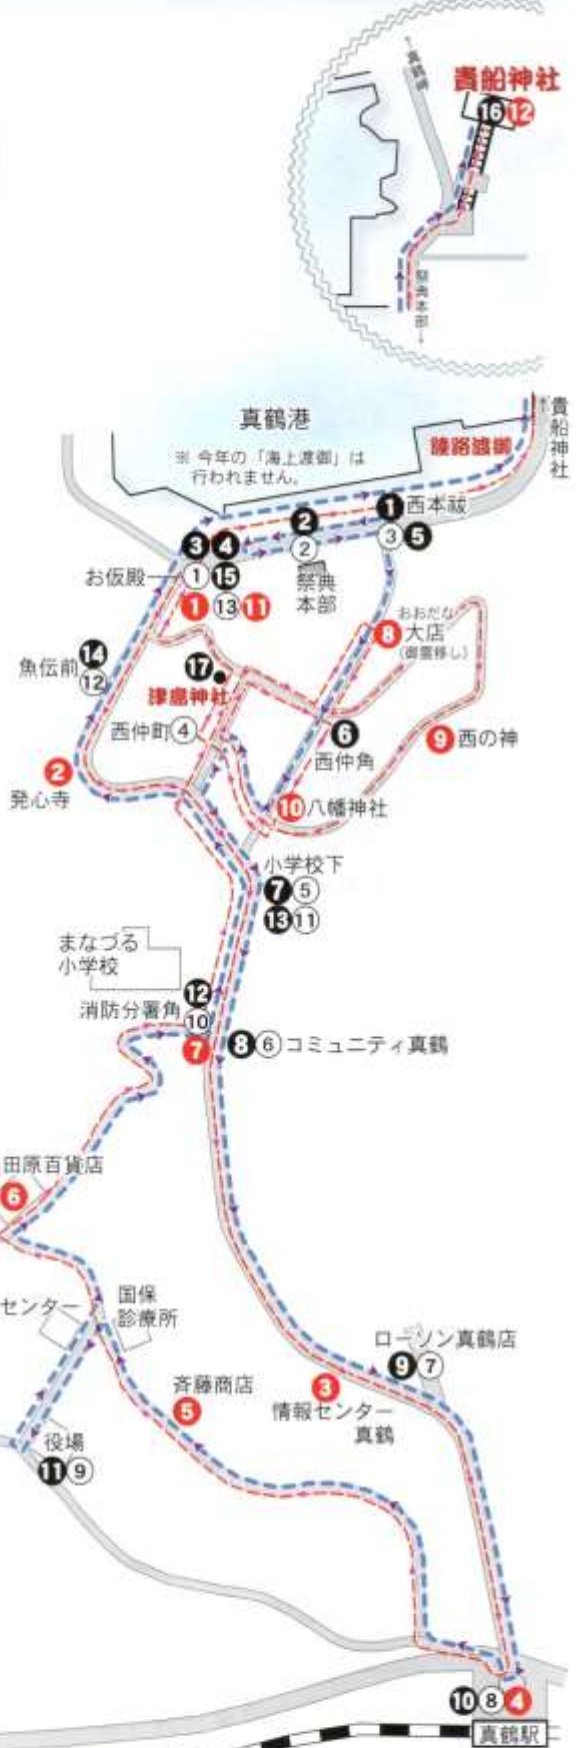 ←真鶴岬
貴船神社
16 12
祭典本部→
真鶴港
※ 今年の「海上渡御」は
行われません。
陸路渡御
↑貴船神社
1 西本祓
2
2
3 5
3 4
お仮殿
1 15
1 13 11
祭典
本部
おおだな
8 大店
(御霊移し)
14
魚伝前
12
17
津島神社
西仲町 4
6
西仲角
9 西の神
2
発心寺
10 八幡神社
小学校下
7 5
13 11
まなづる
小学校
12
消防分署角
10
7
8 6 コミュニティ真鶴
田原百貨店
6
センター
国保
診療所
ローソン真鶴店
9 7
斉藤商店
5
3
情報センター
真鶴
役場
11 9
10 8 4
真鶴駅